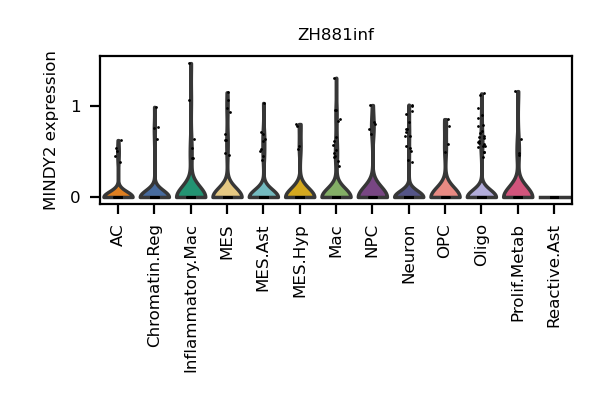 ZH881inf
MINDY2 expression
1
0
AC
Chromatin.Reg
Inflammatory.Mac
MES
MES.Ast
MES.Hyp
Mac
NPC
Neuron
OPC
Oligo
Prolif.Metab
Reactive.Ast